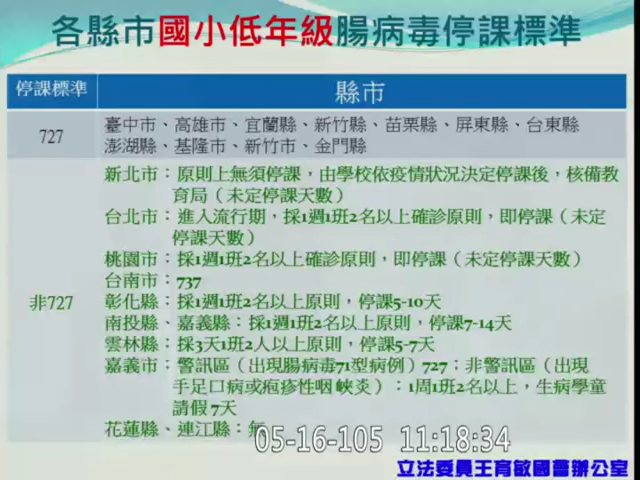 各縣市國小低年級腸病毒停課標準
停課標準
縣市
727
臺中市、高雄市、宜蘭縣、新竹縣、苗栗縣、屏東縣、台東縣
澎湖縣、基隆市、新竹市、金門縣
非727
新北市：原則上無須停課，由學校依疫情狀況決定停課後，核備教
育局（未定停課天數）
台北市：進入流行期，採1週1班2名以上確診原則，即停課（未定
停課天數）
桃園市：採1週1班2名以上確診原則，即停課（未定停課天數）
台南市：737
彰化縣：採1週1班2名以上原則，停課5-10天
南投縣、嘉義縣：採1週1班2名以上原則，停課7-14天
雲林縣：採3天1班2人以上原則，停課5-7天
嘉義市：警訊區（出現腸病毒71型病例）727；非警訊區（出現
手足口病或疱疹性咽峽炎）：1周1班2名以上，生病學童
請假7天
花蓮縣、連江縣：無
05-16-105 11:18:34
立法委員王育敏國會辦公室